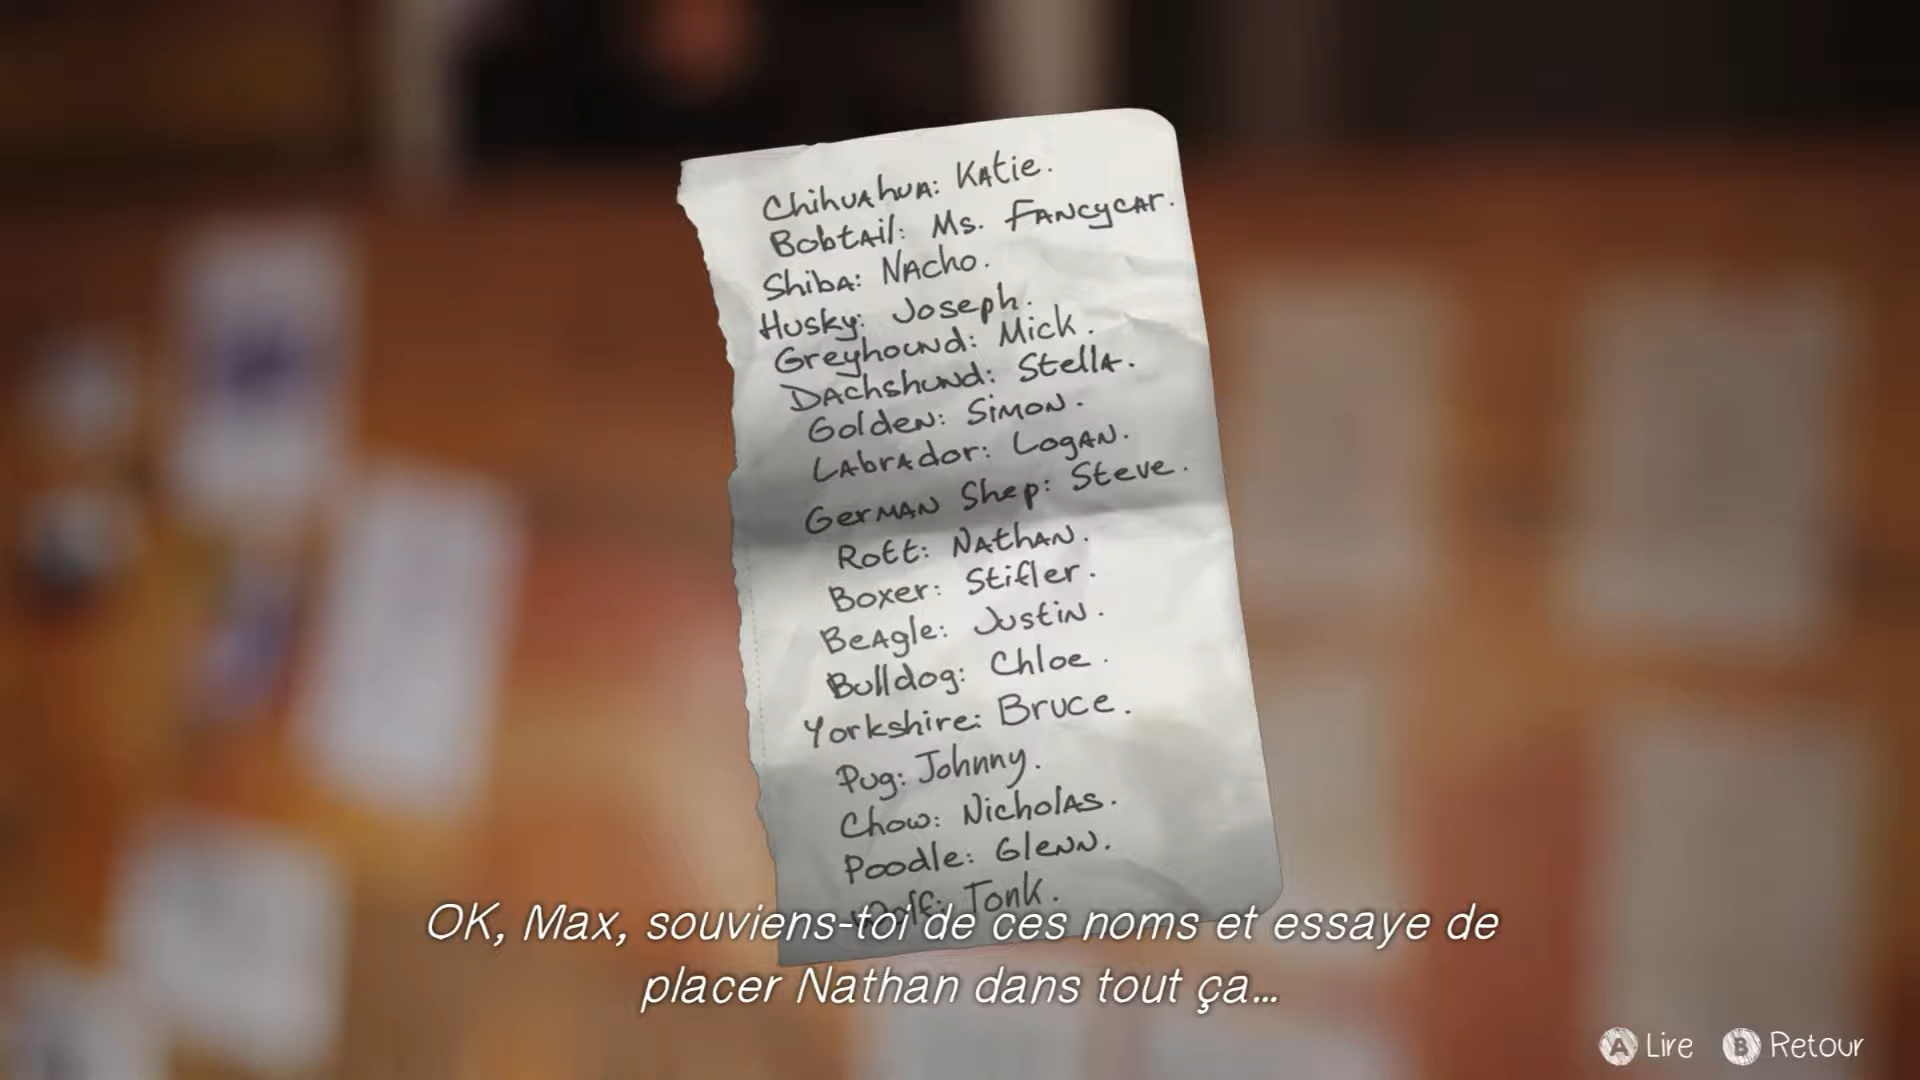 Chihuahua: Katie.
Bobtail: Ms. Fancycar.
Shiba: Nacho.
Husky: Joseph.
Greyhound: Mick.
Dachshund: Stella.
Golden: Simon.
Labrador: Logan.
German Shep: Steve.
Rott: Nathan.
Boxer: Stifler.
Beagle: Justin.
Bulldog: Chloe.
Yorkshire: Bruce.
Pug: Johnny.
Chow: Nicholas.
Poodle: Glenn.
Wolf: Tonk.
OK, Max, souviens-toi de ces noms et essaye de
placer Nathan dans tout ça...
A Lire B Retour